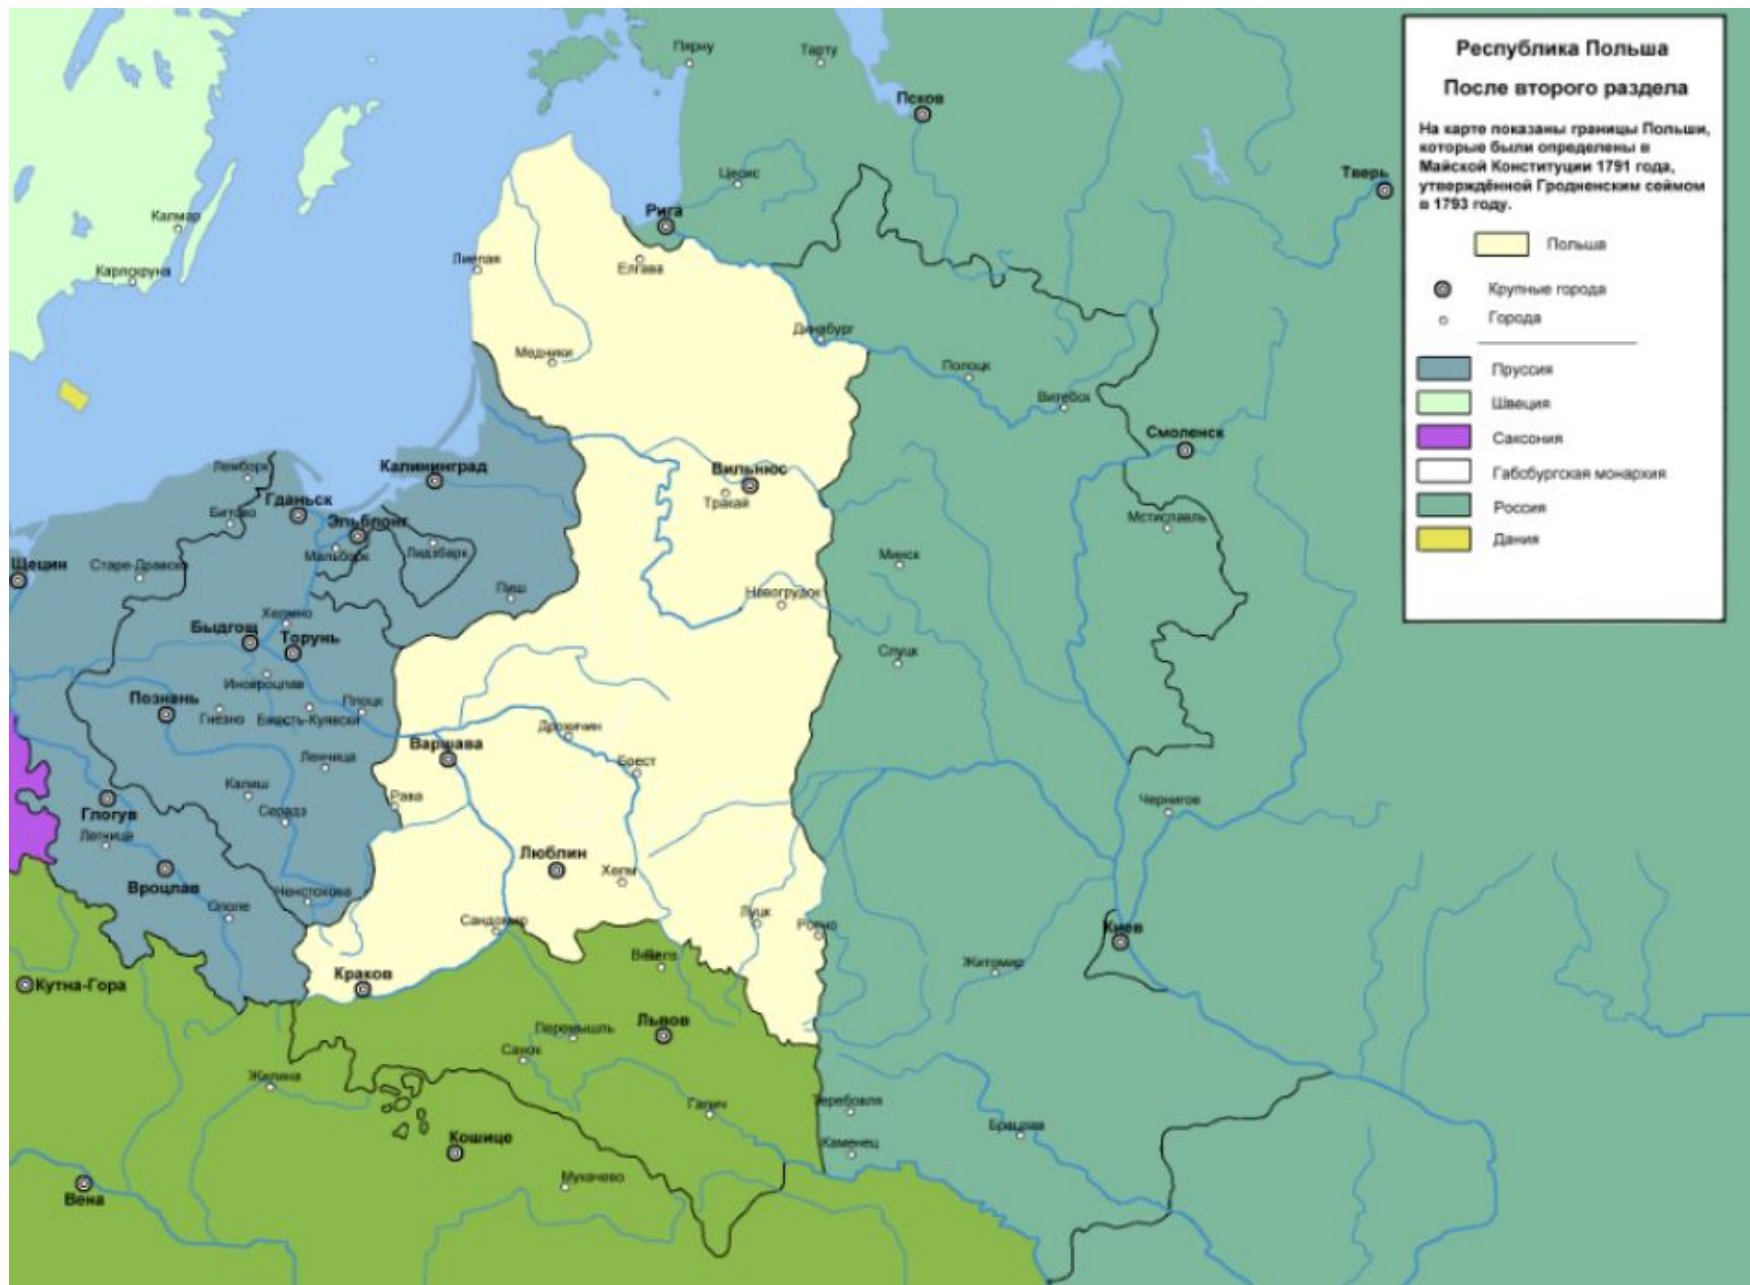 Республика Польша
После второго раздела
На карте показаны границы Польши,
которые были определены в
Майской Конституции 1791 года,
утверждённой Гродненским сеймом
в 1793 году.
Польша
Крупные города
Города
Пруссия
Швеция
Саксония
Габсбургская монархия
Россия
Дания
Пярну
Тарту
Псков
Тверь
Цесис
Рига
Калмар
Карлскруна
Лиепая
Елгава
Динабург
Медники
Полоцк
Витебск
Смоленск
Лемборк
Калининград
Вильнюс
Тракай
Гданьск
Битово
Эльблонг
Мальборк
Лидзбарк
Мстиславль
Щецин
Старе-Дравско
Минск
Пиш
Новогрудок
Хелмно
Быдгощ
Торунь
Слуцк
Иновроцлав
Познань
Гнезно
Бжесть-Куявски
Плоцк
Дрохичин
Варшава
Ленчица
Брест
Калиш
Рава
Чернигов
Глогув
Серадз
Легнице
Люблин
Хелм
Вроцлав
Ченстохова
Ополе
Сандомир
Луцк
Ровно
Киев
Житомир
Краков
Кутна-Гора
Львов
Перемышль
Санок
Жилина
Галич
Теребовля
Брацлав
Кошице
Каменец
Мукачево
Вена